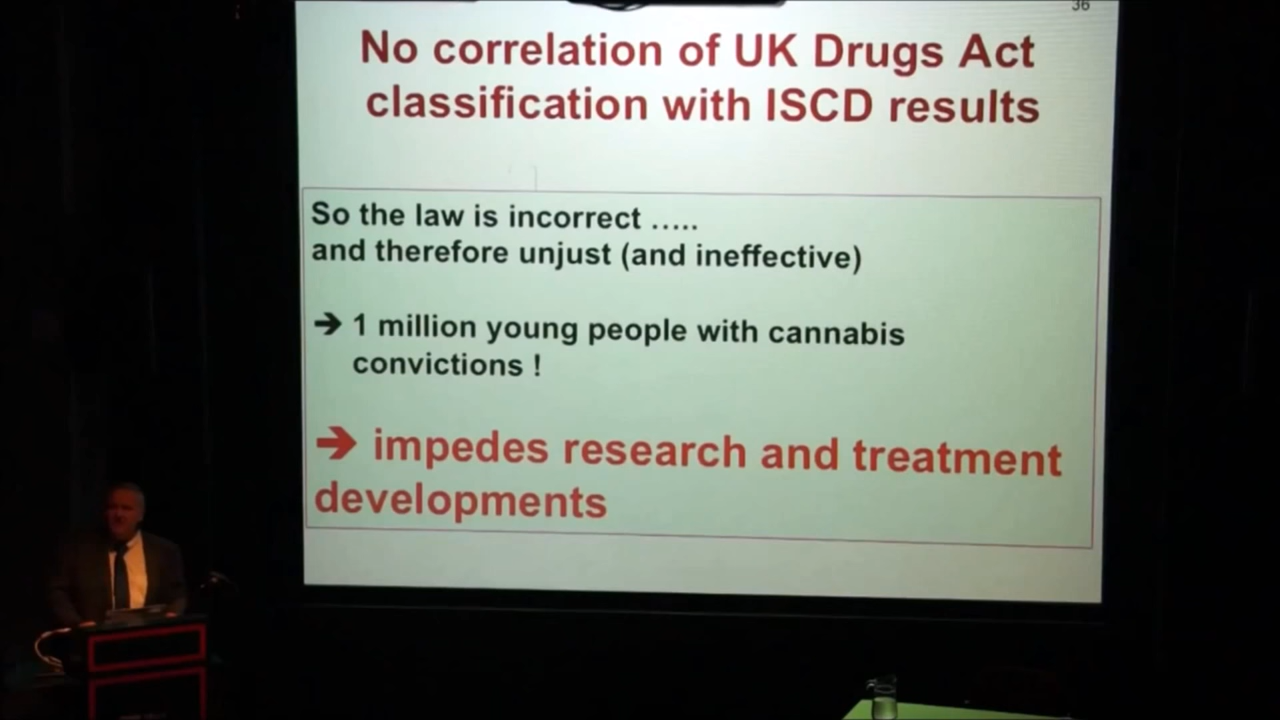 36
No correlation of UK Drugs Act
classification with ISCD results
So the law is incorrect …..
and therefore unjust (and ineffective)
➔ 1 million young people with cannabis
convictions !
➔ impedes research and treatment
developments